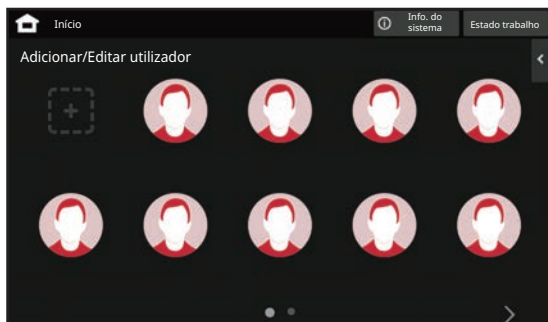 Início
Info. do
sistema
Estado trabalho
Adicionar/Editar utilizador